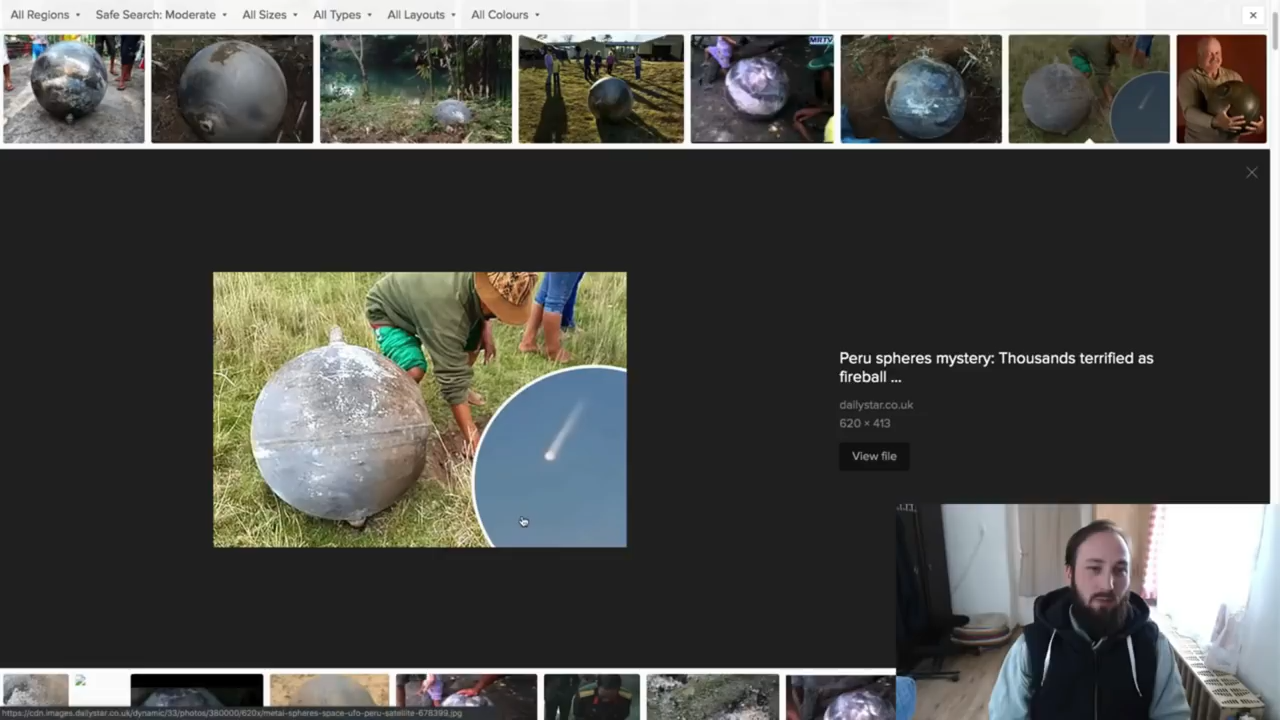 All Regions
Safe Search: Moderate
All Sizes
All Types
All Layouts
All Colours
MRTV
Peru spheres mystery: Thousands terrified as
fireball ...
dailystar.co.uk
620 × 413
View file
https://cdn.images.dailystar.co.uk/dynamic/33/photos/380000/620x/metal-spheres-space-ufo-peru-satellite-678399.jpg